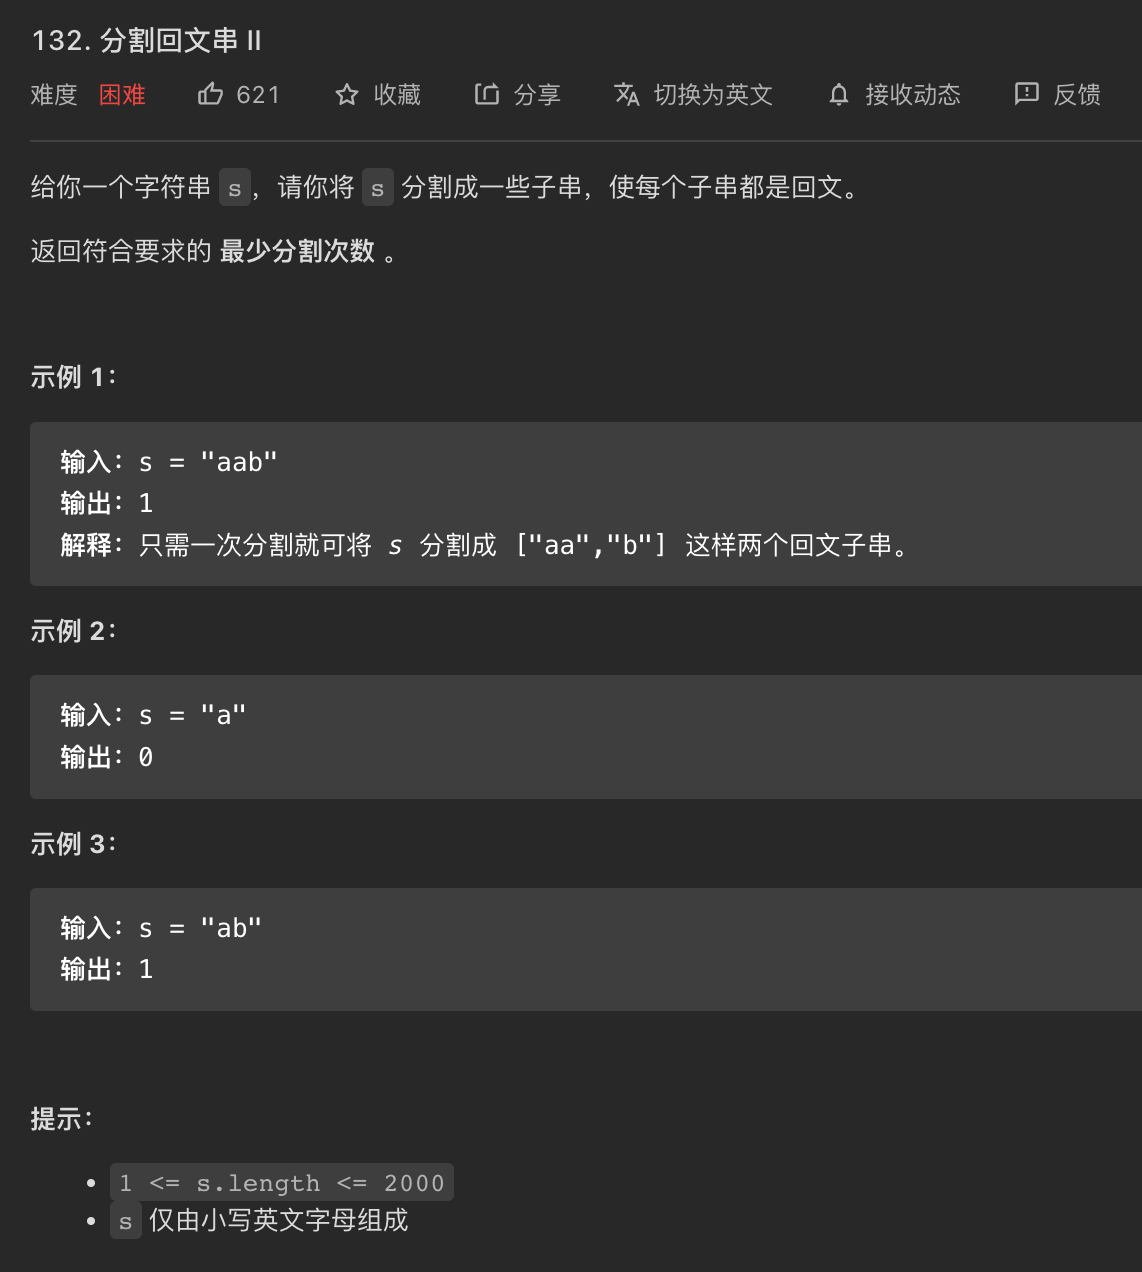 132. 分割回文串 II
难度 困难 621 收藏 分享 切换为英文 接收动态 反馈
给你一个字符串 s，请你将 s 分割成一些子串，使每个子串都是回文。
返回符合要求的 最少分割次数 。
示例 1：
输入：s = "aab"
输出：1
解释：只需一次分割就可将 s 分割成 ["aa","b"] 这样两个回文子串。
示例 2：
输入：s = "a"
输出：0
示例 3：
输入：s = "ab"
输出：1
提示：
• 1 <= s.length <= 2000
• s 仅由小写英文字母组成